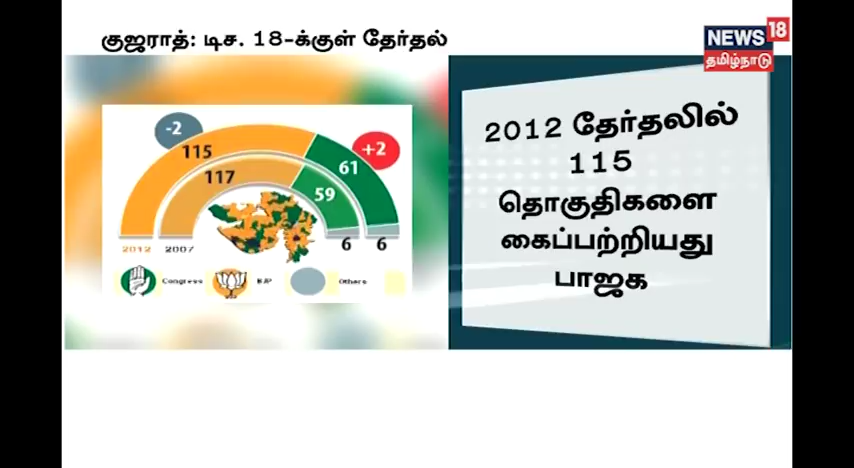 குஜராத்: டிச. 18-க்குள் தேர்தல்
NEWS 18
தமிழ்நாடு
-2
+2
115
61
117
59
6 6
2012 2007
Congress BJP Others
2012 தேர்தலில்
115
தொகுதிகளை
கைப்பற்றியது
பாஜக